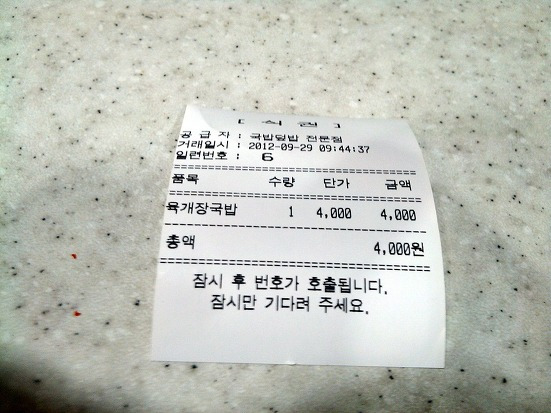 [ 식 권 ]
공 급 자 : 국밥덮밥 전문점
거래일시 : 2012-09-29 09:44:37
일련번호 : 6
품목 수량 단가 금액
육개장국밥 1 4,000 4,000
총액 4,000원
잠시 후 번호가 호출됩니다.
잠시만 기다려 주세요.